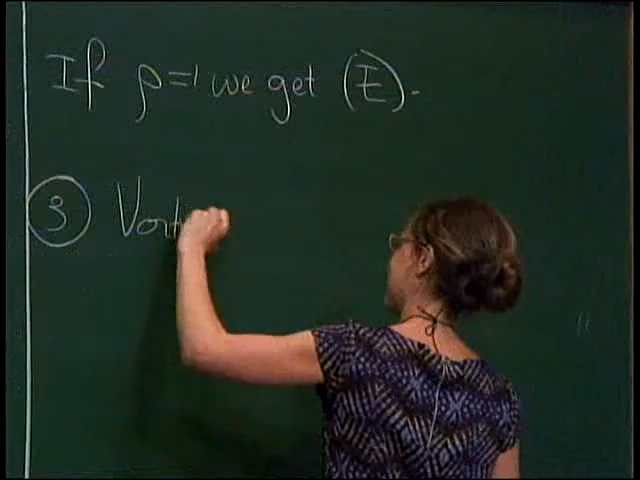 If ρ=1 we get (E).
③ Vort